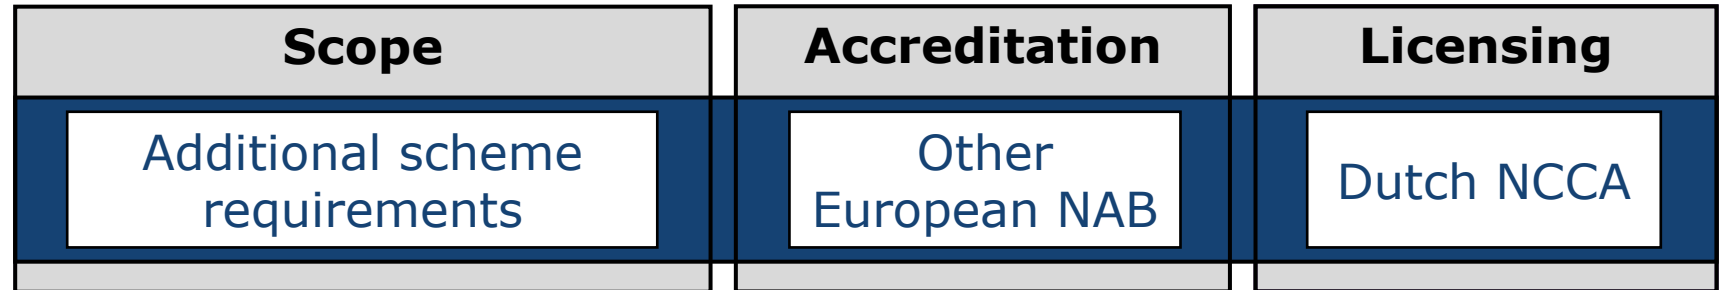 Scope
Accreditation
Licensing
Additional scheme
requirements
Other
European NAB
Dutch NCCA